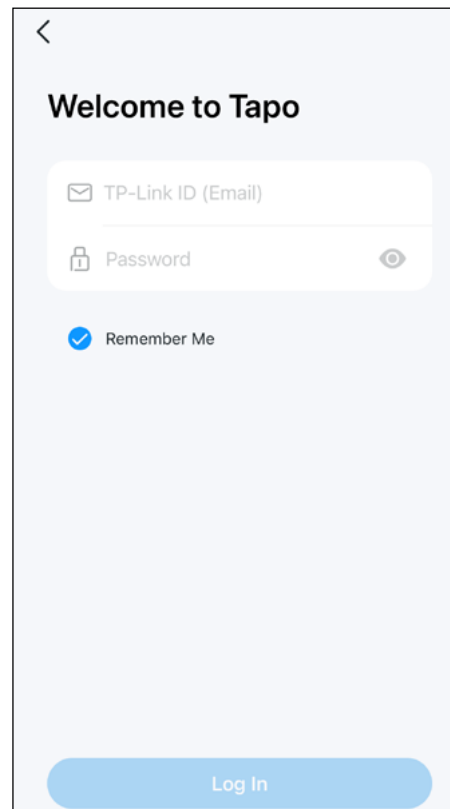 Welcome to Tapo
TP-Link ID (Email)
Password
Remember Me
Log In